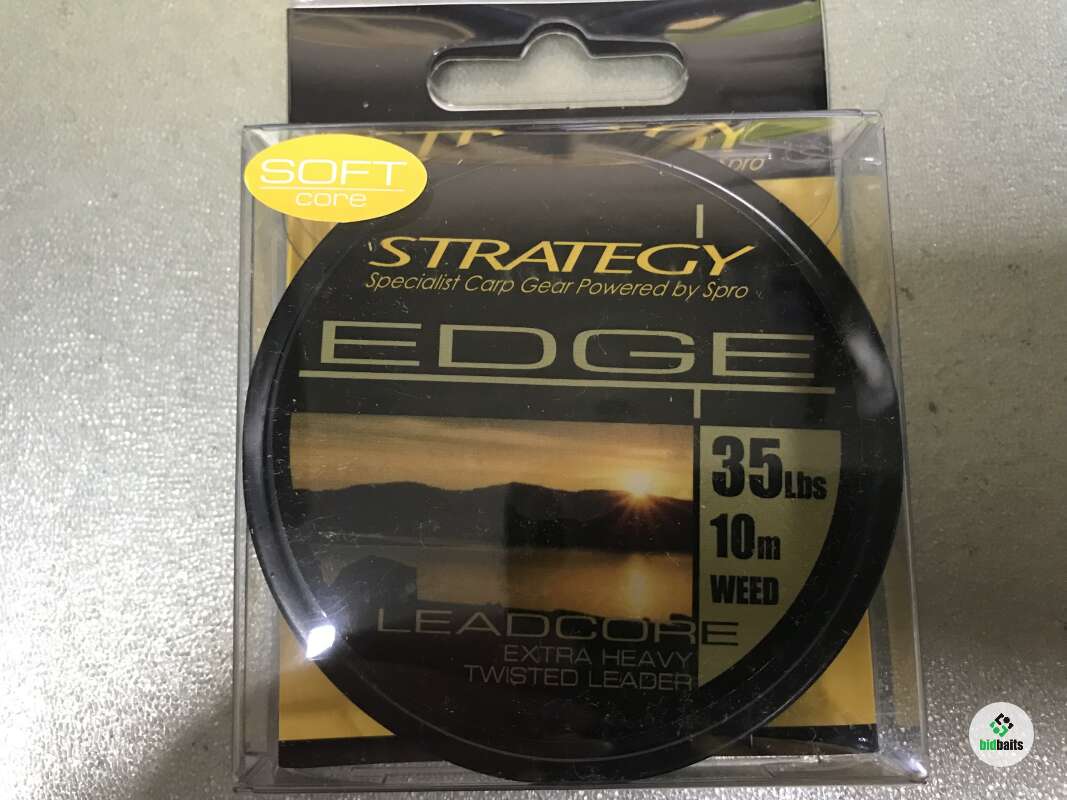 spro
SOFT
core
STRATEGY
Specialist Carp Gear Powered by Spro
EDGE
35Lbs
10m
WEED
LEADCORE
EXTRA HEAVY
TWISTED LEADER
bidbaits